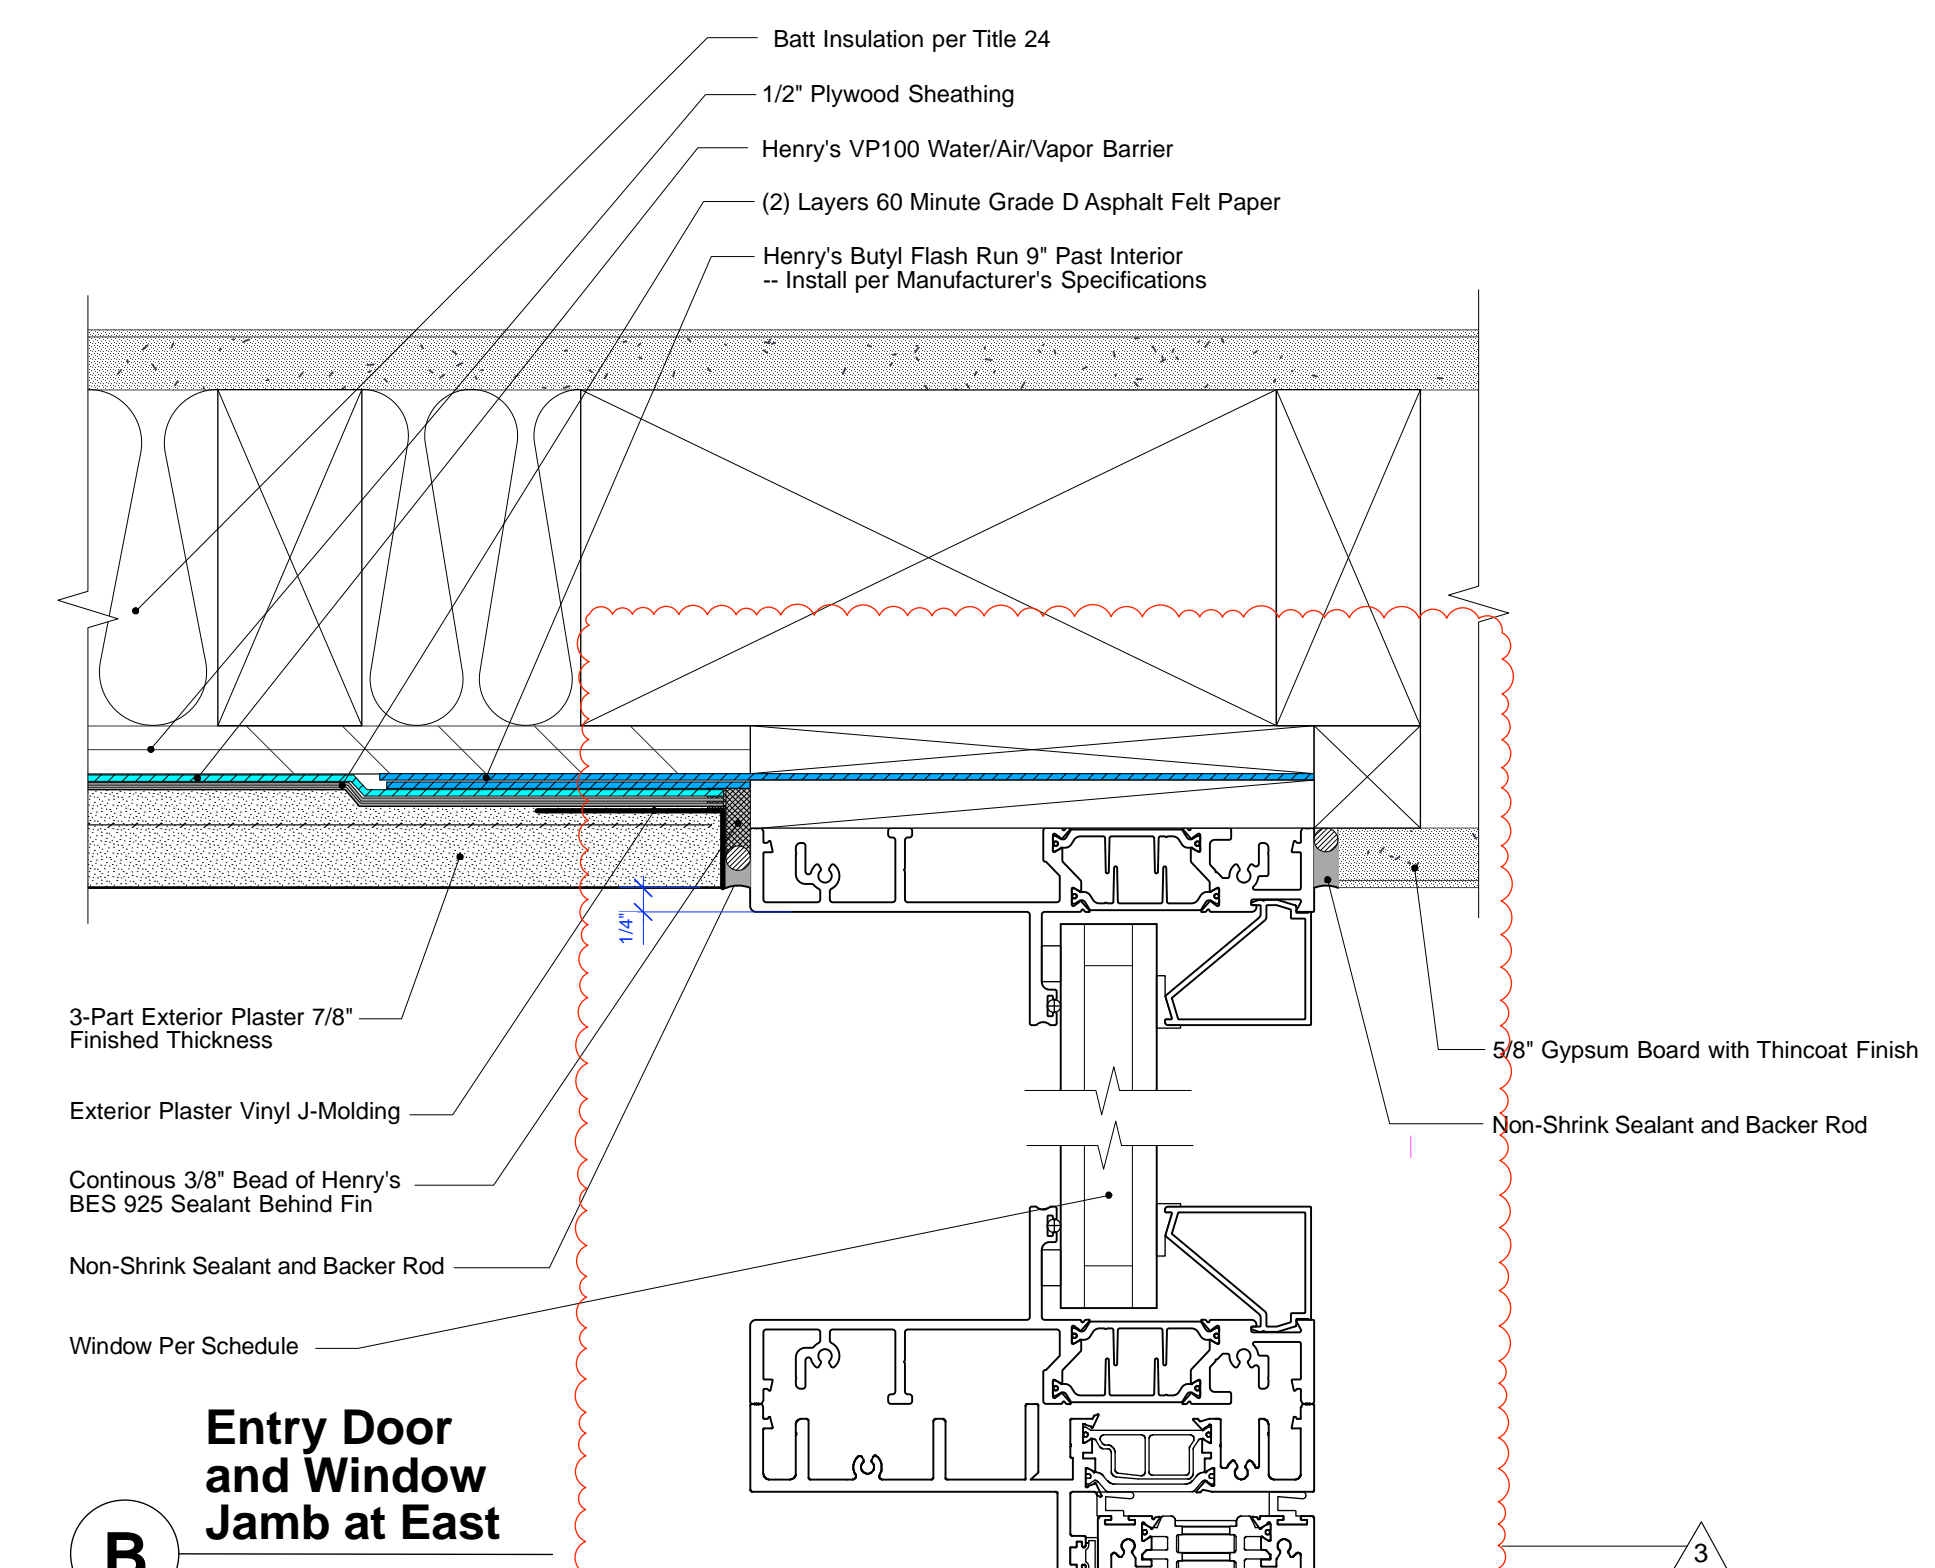 Batt Insulation per Title 24
1/2" Plywood Sheathing
Henry's VP100 Water/Air/Vapor Barrier
(2) Layers 60 Minute Grade D Asphalt Felt Paper
Henry's Butyl Flash Run 9" Past Interior
-- Install per Manufacturer's Specifications
1/4"
3-Part Exterior Plaster 7/8"
Finished Thickness
Exterior Plaster Vinyl J-Molding
Continous 3/8" Bead of Henry's
BES 925 Sealant Behind Fin
Non-Shrink Sealant and Backer Rod
Window Per Schedule
5/8" Gypsum Board with Thincoat Finish
Non-Shrink Sealant and Backer Rod
Entry Door
and Window
Jamb at East
B
3